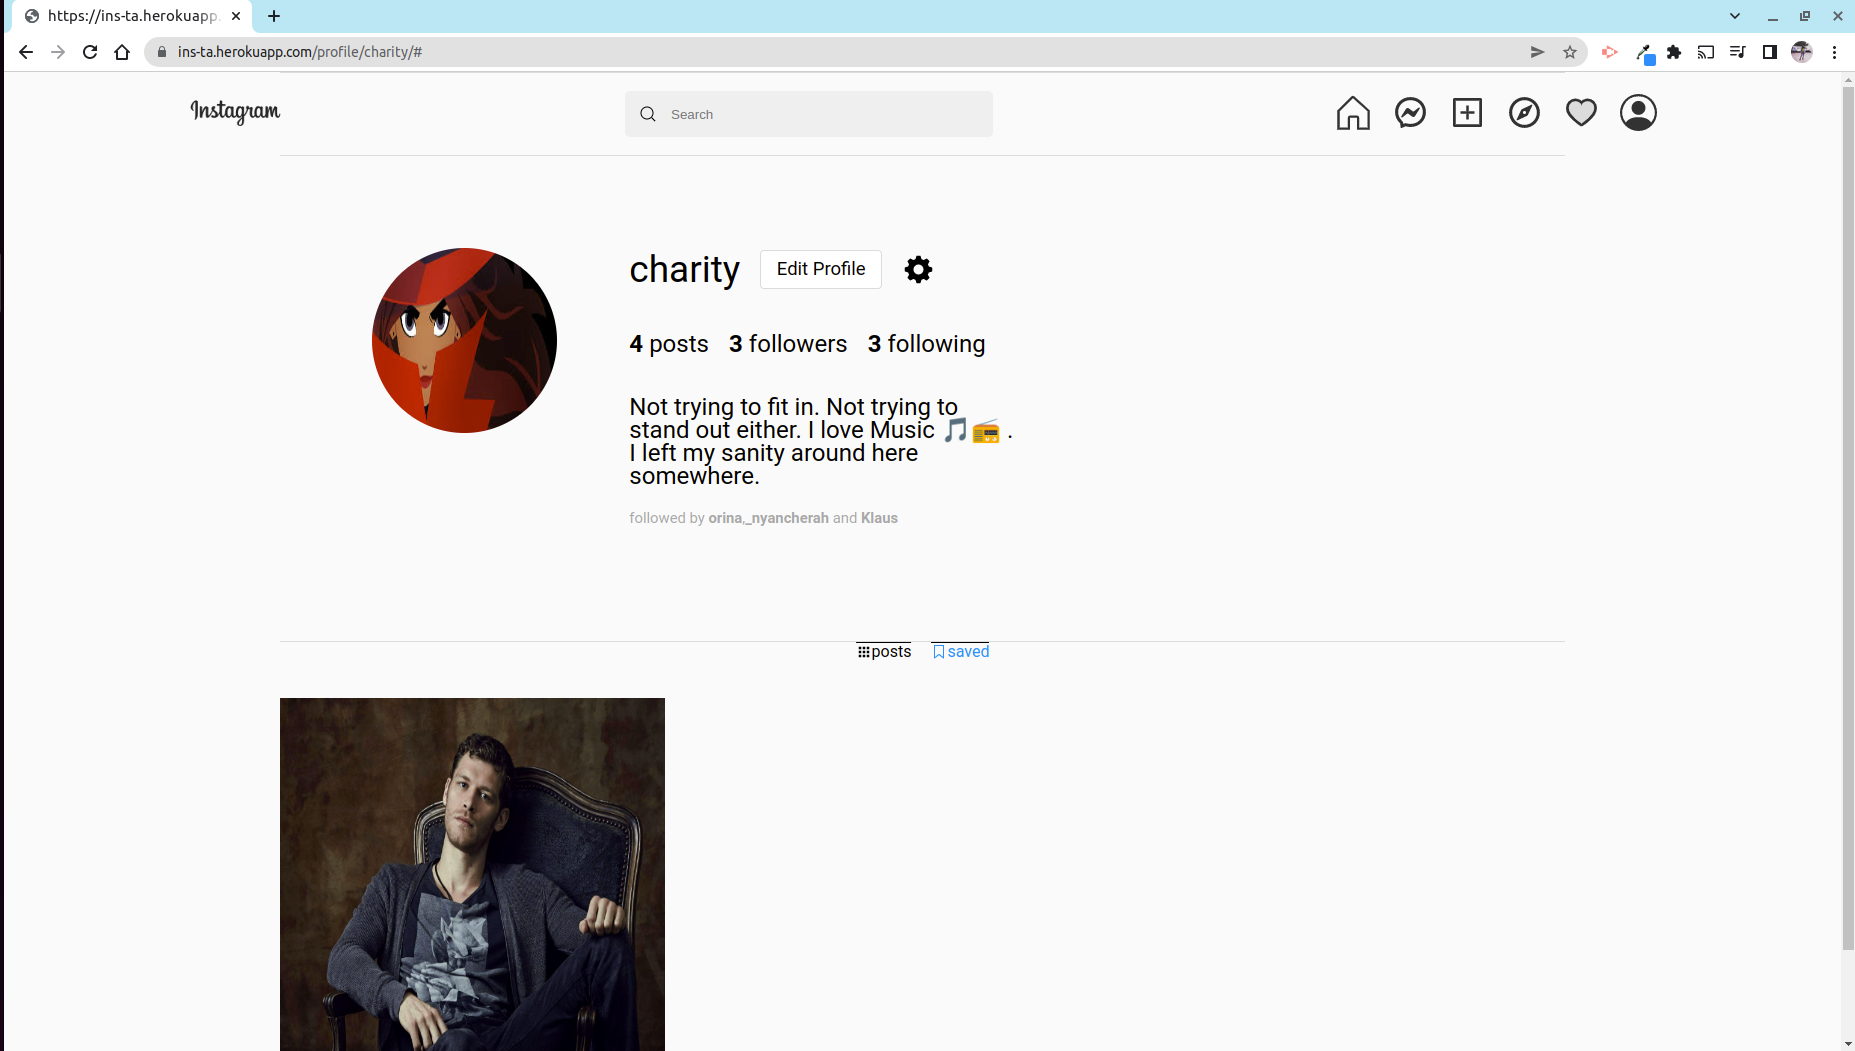 https://ins-ta.herokuapp.
ins-ta.herokuapp.com/profile/charity/#
Instagram
Search
charity
Edit Profile
4 posts 3 followers 3 following
Not trying to fit in. Not trying to
stand out either. I love Music 🎵📻 .
I left my sanity around here
somewhere.
followed by orina,_nyancherah and Klaus
posts
saved